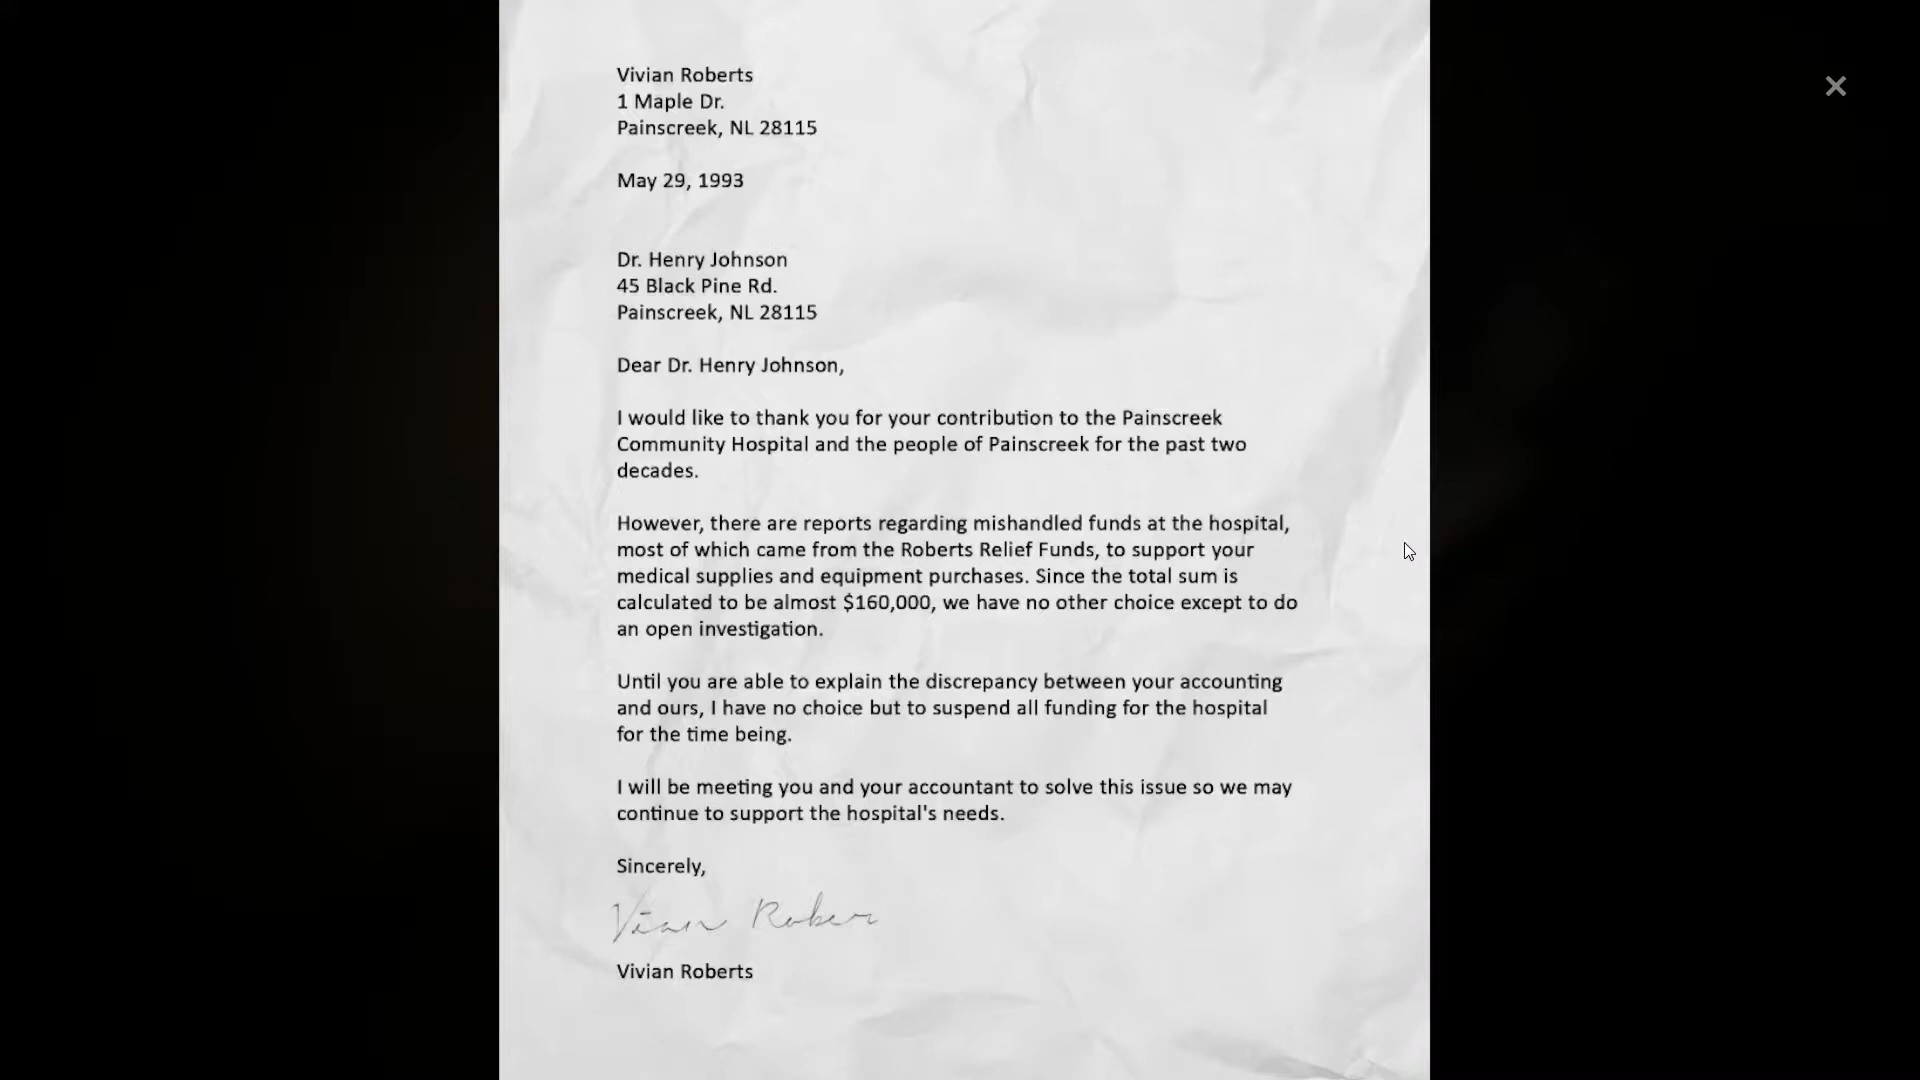 Vivian Roberts
1 Maple Dr.
Painscreek, NL 28115
May 29, 1993
Dr. Henry Johnson
45 Black Pine Rd.
Painscreek, NL 28115
Dear Dr. Henry Johnson,
I would like to thank you for your contribution to the Painscreek
Community Hospital and the people of Painscreek for the past two
decades.
However, there are reports regarding mishandled funds at the hospital,
most of which came from the Roberts Relief Funds, to support your
medical supplies and equipment purchases. Since the total sum is
calculated to be almost $160,000, we have no other choice except to do
an open investigation.
Until you are able to explain the discrepancy between your accounting
and ours, I have no choice but to suspend all funding for the hospital
for the time being.
I will be meeting you and your accountant to solve this issue so we may
continue to support the hospital's needs.
Sincerely,
Vivian Roberts